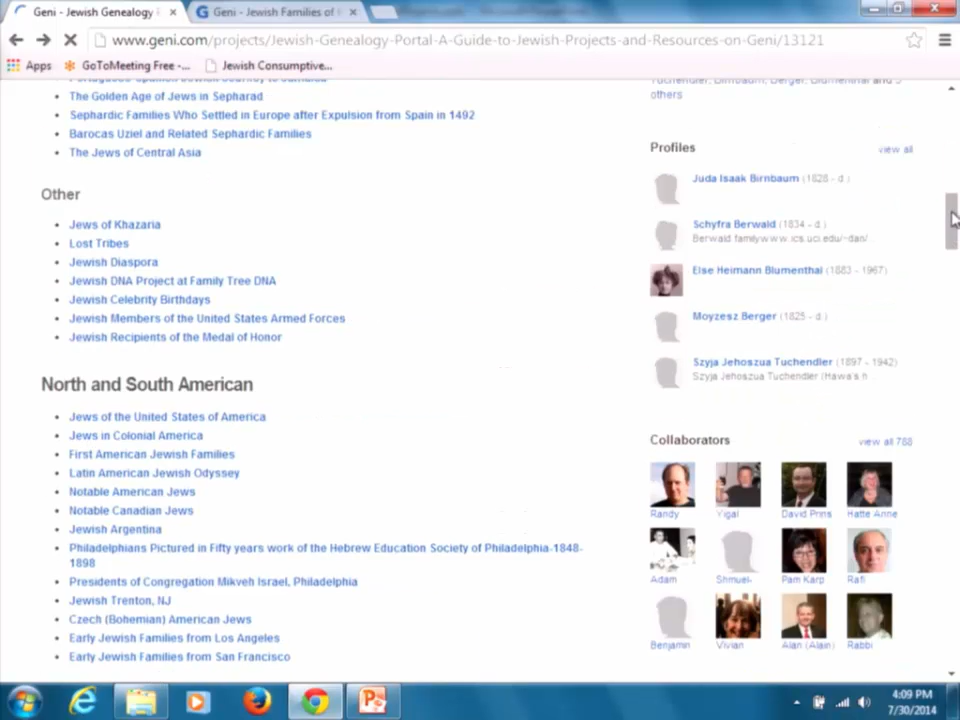 Geni - Jewish Genealogy
Geni - Jewish Families of
www.geni.com/projects/Jewish-Genealogy-Portal-A-Guide-to-Jewish-Projects-and-Resources-on-Geni/13121
Apps
GoToMeeting Free -...
Jewish Consumptive...
The Golden Age of Jews in Sepharad
Sephardic Families Who Settled in Europe after Expulsion from Spain in 1492
Barocas Uziel and Related Sephardic Families
The Jews of Central Asia
Other
Jews of Khazaria
Lost Tribes
Jewish Diaspora
Jewish DNA Project at Family Tree DNA
Jewish Celebrity Birthdays
Jewish Members of the United States Armed Forces
Jewish Recipients of the Medal of Honor
North and South American
Jews of the United States of America
Jews in Colonial America
First American Jewish Families
Latin American Jewish Odyssey
Notable American Jews
Notable Canadian Jews
Jewish Argentina
Philadelphians Pictured in Fifty years work of the Hebrew Education Society of Philadelphia-1848-
1898
Presidents of Congregation Mikveh Israel, Philadelphia
Jewish Trenton, NJ
Czech (Bohemian) American Jews
Early Jewish Families from Los Angeles
Early Jewish Families from San Francisco
Tuchendler, Birnbaum, Berger, Blumenthal and
others
Profiles
view all
Juda Isaak Birnbaum (1828 - d.)
Schyfra Berwald (1834 - d.)
Berwald familywww.ics.uci.edu/~dan/
Else Heimann Blumenthal (1883 - 1967)
Moyzesz Berger (1825 - d.)
Szyja Jehoszua Tuchendler (1897 - 1942)
Szyja Jehoszua Tuchendler (Hawa's h
Collaborators
view all 788
Randy
Yigal
David Prins
Hatte Anne
Adam
Shmuel-
Pam Karp
Rafi
Benjamin
Vivian
Alan (Alain)
Rabbi
4:09 PM
7/30/2014